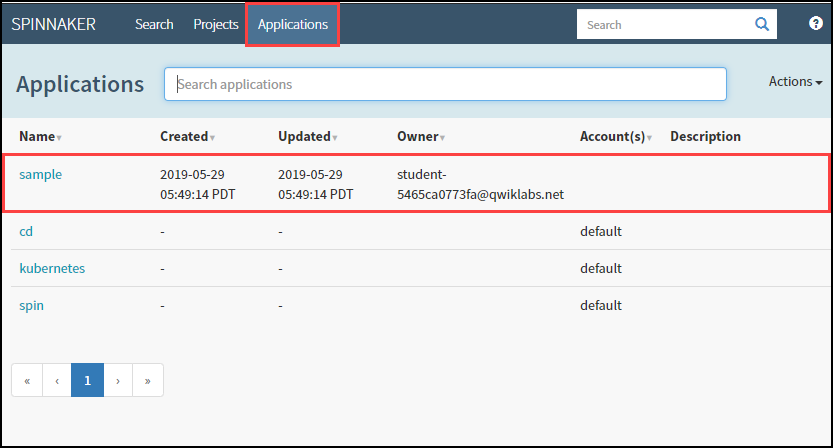 SPINNAKER Search Projects Applications Search ?
Applications Search applications Actions
Name Created Updated Owner Account(s) Description
sample 2019-05-29 2019-05-29 student-
05:49:14 PDT 05:49:14 PDT 5465ca0773fa@qwiklabs.net
cd - - default
kubernetes - - default
spin - - default
« ‹ 1 › »